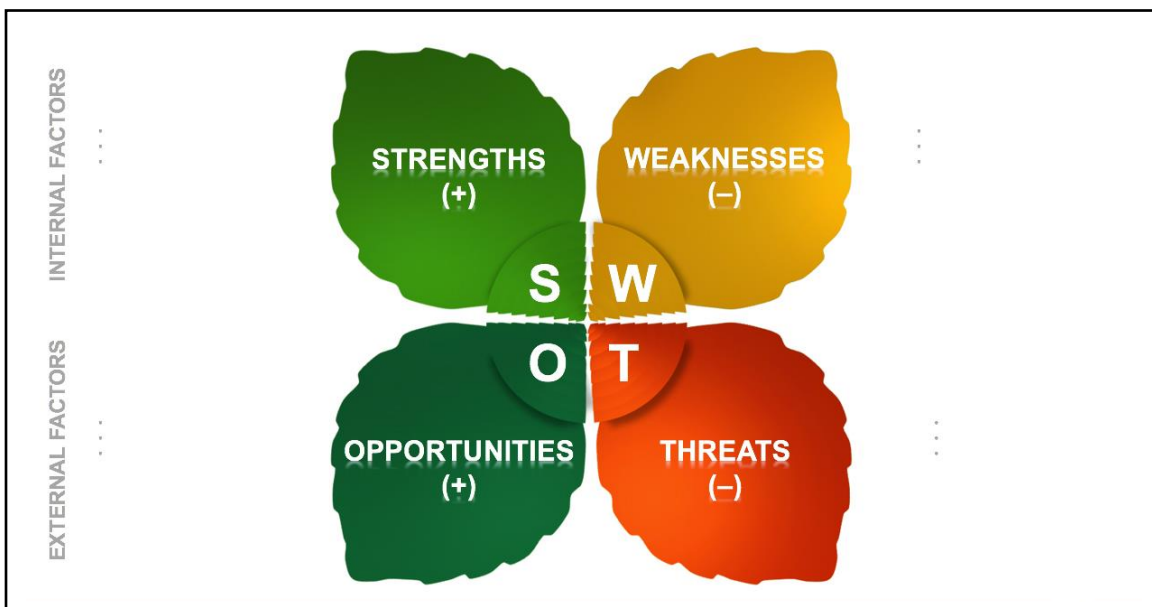 INTERNAL FACTORS
STRENGTHS
(+)
WEAKNESSES
(–)
S
W
O
T
EXTERNAL FACTORS
OPPORTUNITIES
(+)
THREATS
(–)